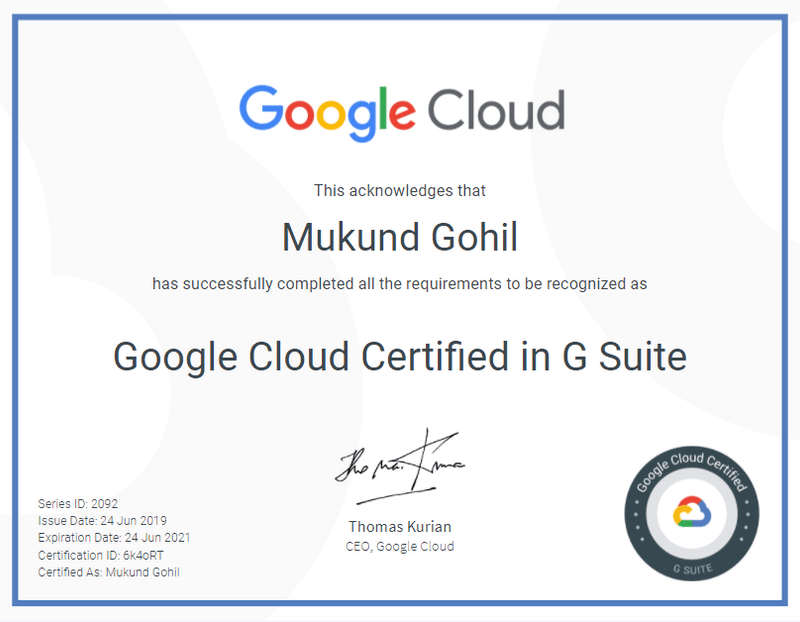 Google Cloud
This acknowledges that
Mukund Gohil
has successfully completed all the requirements to be recognized as
Google Cloud Certified in G Suite
Series ID: 2092
Issue Date: 24 Jun 2019
Expiration Date: 24 Jun 2021
Certification ID: 6k4oRT
Certified As: Mukund Gohil
Thomas Kurian
Thomas Kurian
CEO, Google Cloud
Google Cloud Certified
G SUITE